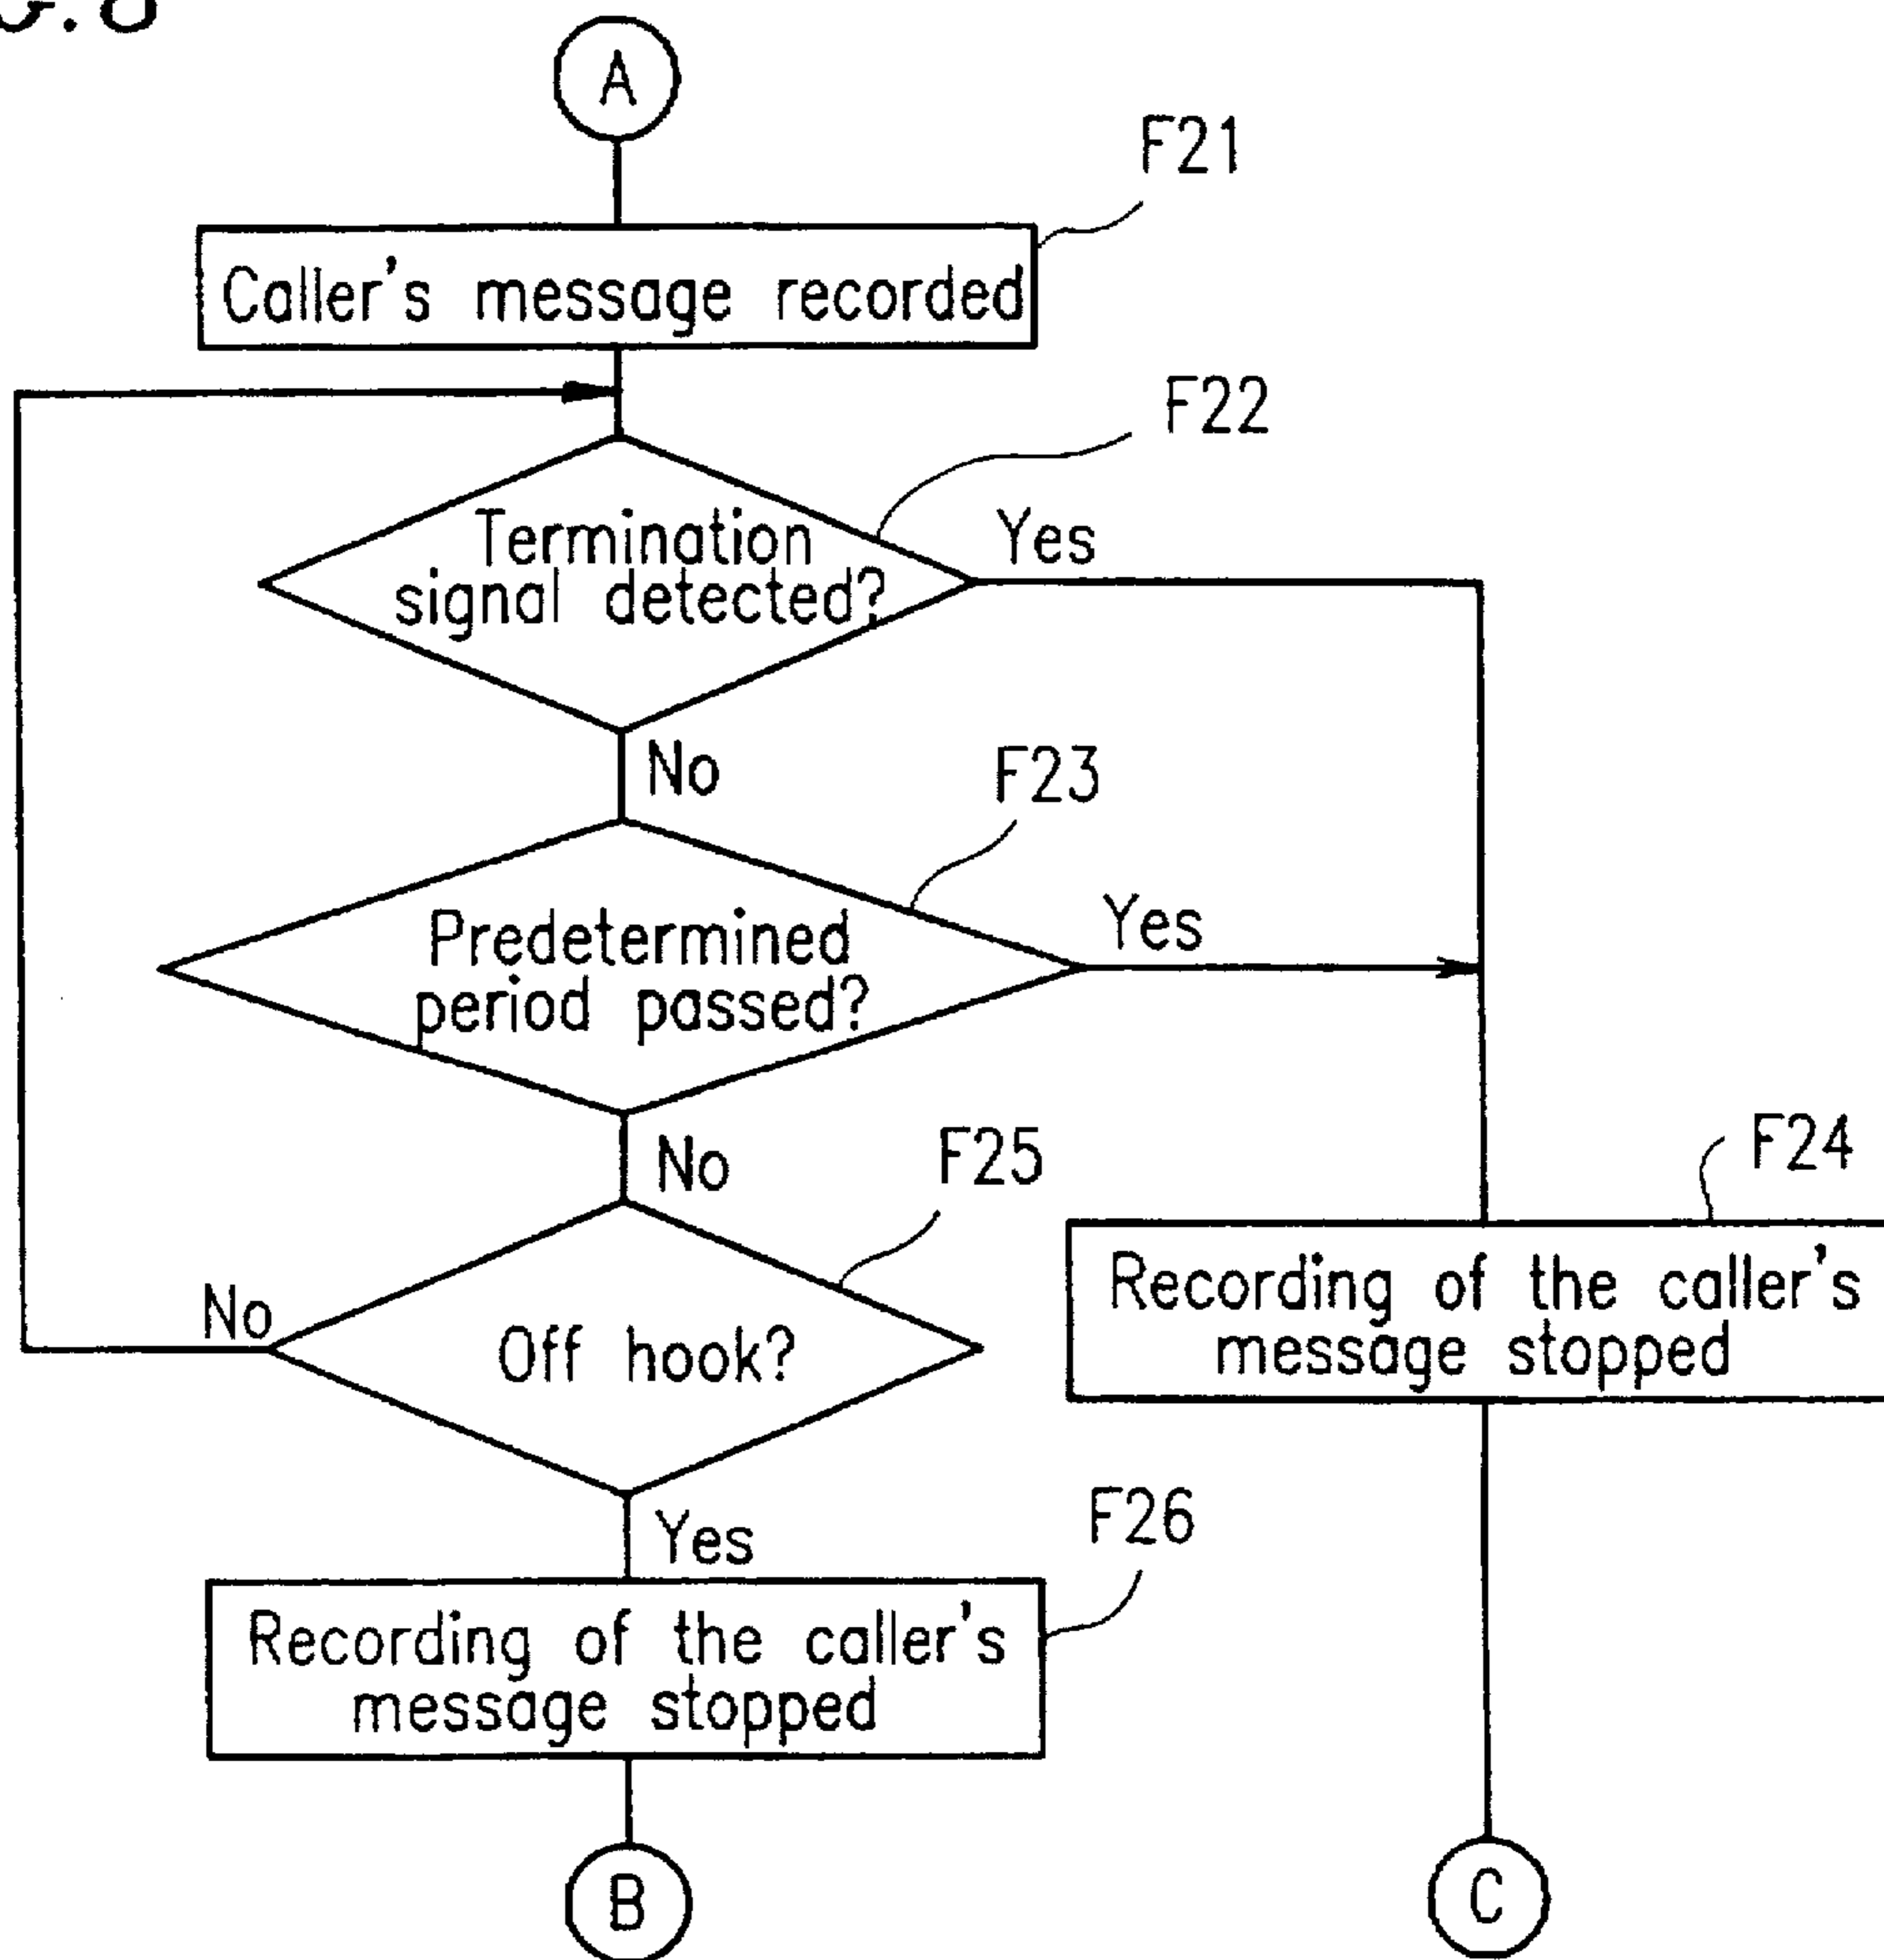 A
F21
Caller's message recorded
F22
Termination
signal detected?
Yes
No
F23
Predetermined
period passed?
Yes
No
F25
F24
Off hook?
No
Recording of the caller's
message stopped
Yes
F26
Recording of the caller's
message stopped
B
C